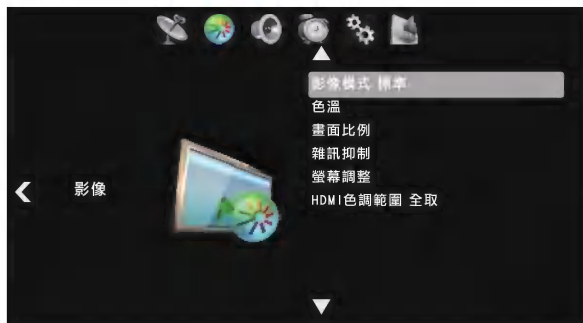 影像模式 標準
色溫
畫面比例
雜訊抑制
影像
螢幕調整
HDMI色調範圍 全取